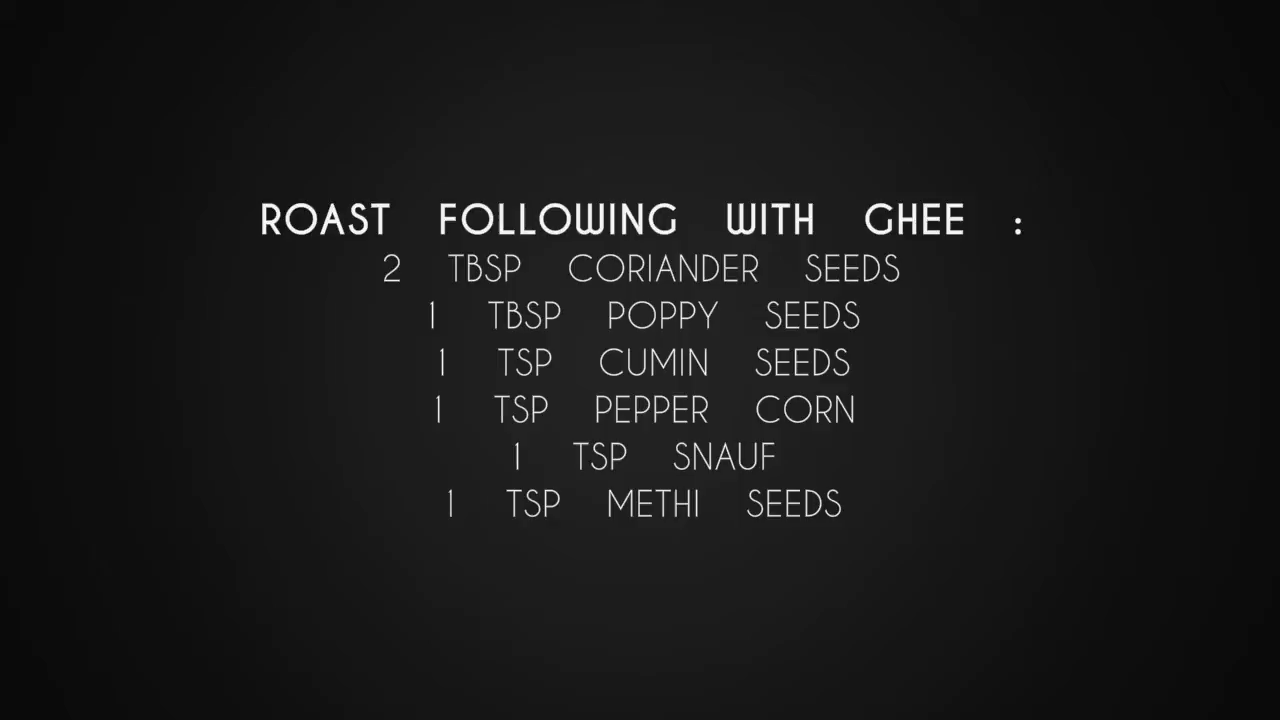 ROAST FOLLOWING WITH GHEE :
2 TBSP CORIANDER SEEDS
1 TBSP POPPY SEEDS
1 TSP CUMIN SEEDS
1 TSP PEPPER CORN
1 TSP SNAUF
1 TSP METHI SEEDS